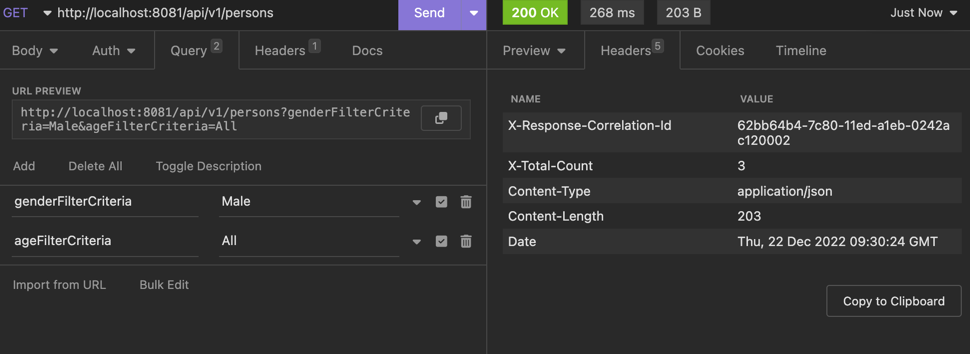 GET http://localhost:8081/api/v1/persons Send 200 OK 268 ms 203 B Just Now
Body Auth Query 2 Headers 1 Docs Preview Headers 5 Cookies Timeline
URL PREVIEW
http://localhost:8081/api/v1/persons?genderFilterCrite
ria=Male&ageFilterCriteria=All
Add Delete All Toggle Description
genderFilterCriteria Male
ageFilterCriteria All
Import from URL Bulk Edit
NAME VALUE
X-Response-Correlation-Id 62bb64b4-7c80-11ed-a1eb-0242a
c120002
X-Total-Count 3
Content-Type application/json
Content-Length 203
Date Thu, 22 Dec 2022 09:30:24 GMT
Copy to Clipboard